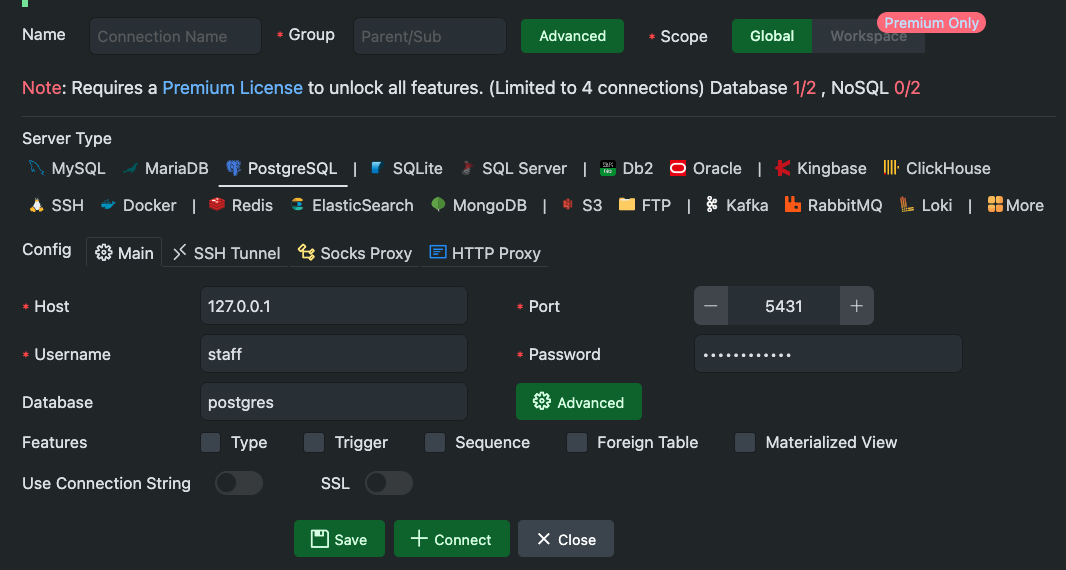 Premium Only
Name Connection Name * Group Parent/Sub Advanced * Scope Global Workspace
Note: Requires a Premium License to unlock all features. (Limited to 4 connections) Database 1/2 , NoSQL 0/2
Server Type
MySQL MariaDB PostgreSQL | SQLite SQL Server | Db2 Oracle | Kingbase ClickHouse
SSH Docker | Redis ElasticSearch MongoDB | S3 FTP | Kafka RabbitMQ Loki | More
Config Main SSH Tunnel Socks Proxy HTTP Proxy
* Host 127.0.0.1 * Port 5431
* Username staff * Password ••••••••••••
Database postgres Advanced
Features Type Trigger Sequence Foreign Table Materialized View
Use Connection String SSL
Save Connect Close